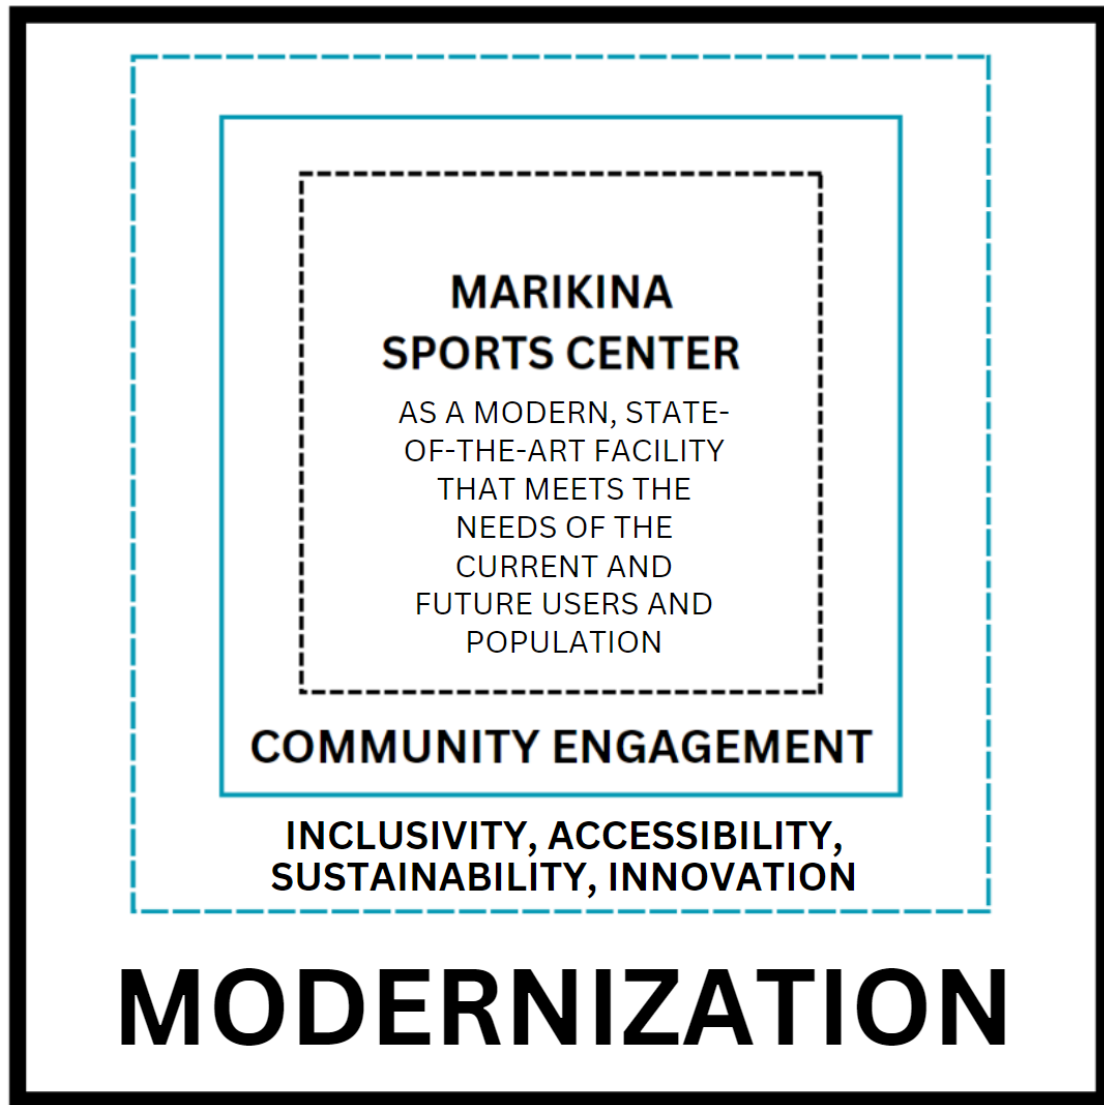 MARIKINA
SPORTS CENTER
AS A MODERN, STATE-
OF-THE-ART FACILITY
THAT MEETS THE
NEEDS OF THE
CURRENT AND
FUTURE USERS AND
POPULATION
COMMUNITY ENGAGEMENT
INCLUSIVITY, ACCESSIBILITY,
SUSTAINABILITY, INNOVATION
MODERNIZATION